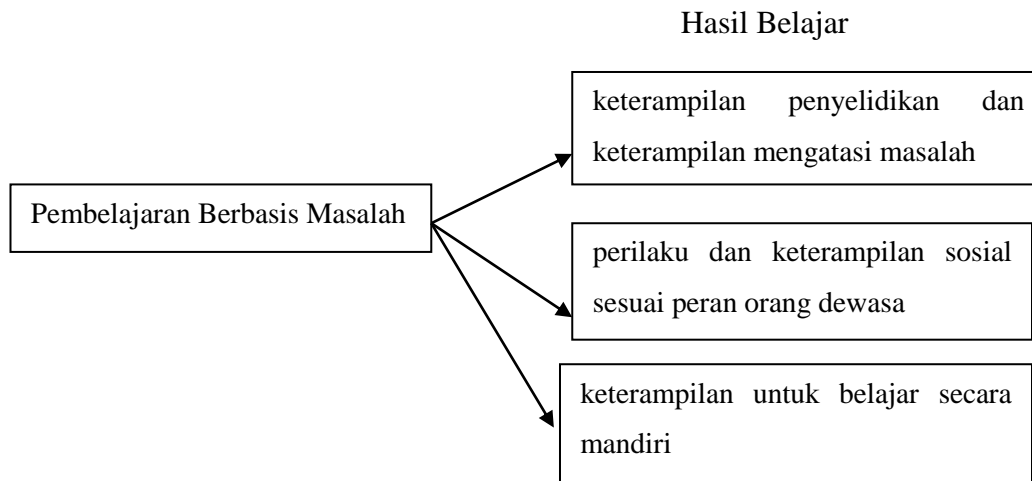 Hasil Belajar
keterampilan penyelidikan dan
keterampilan mengatasi masalah
Pembelajaran Berbasis Masalah
perilaku dan keterampilan sosial
sesuai peran orang dewasa
keterampilan untuk belajar secara
mandiri